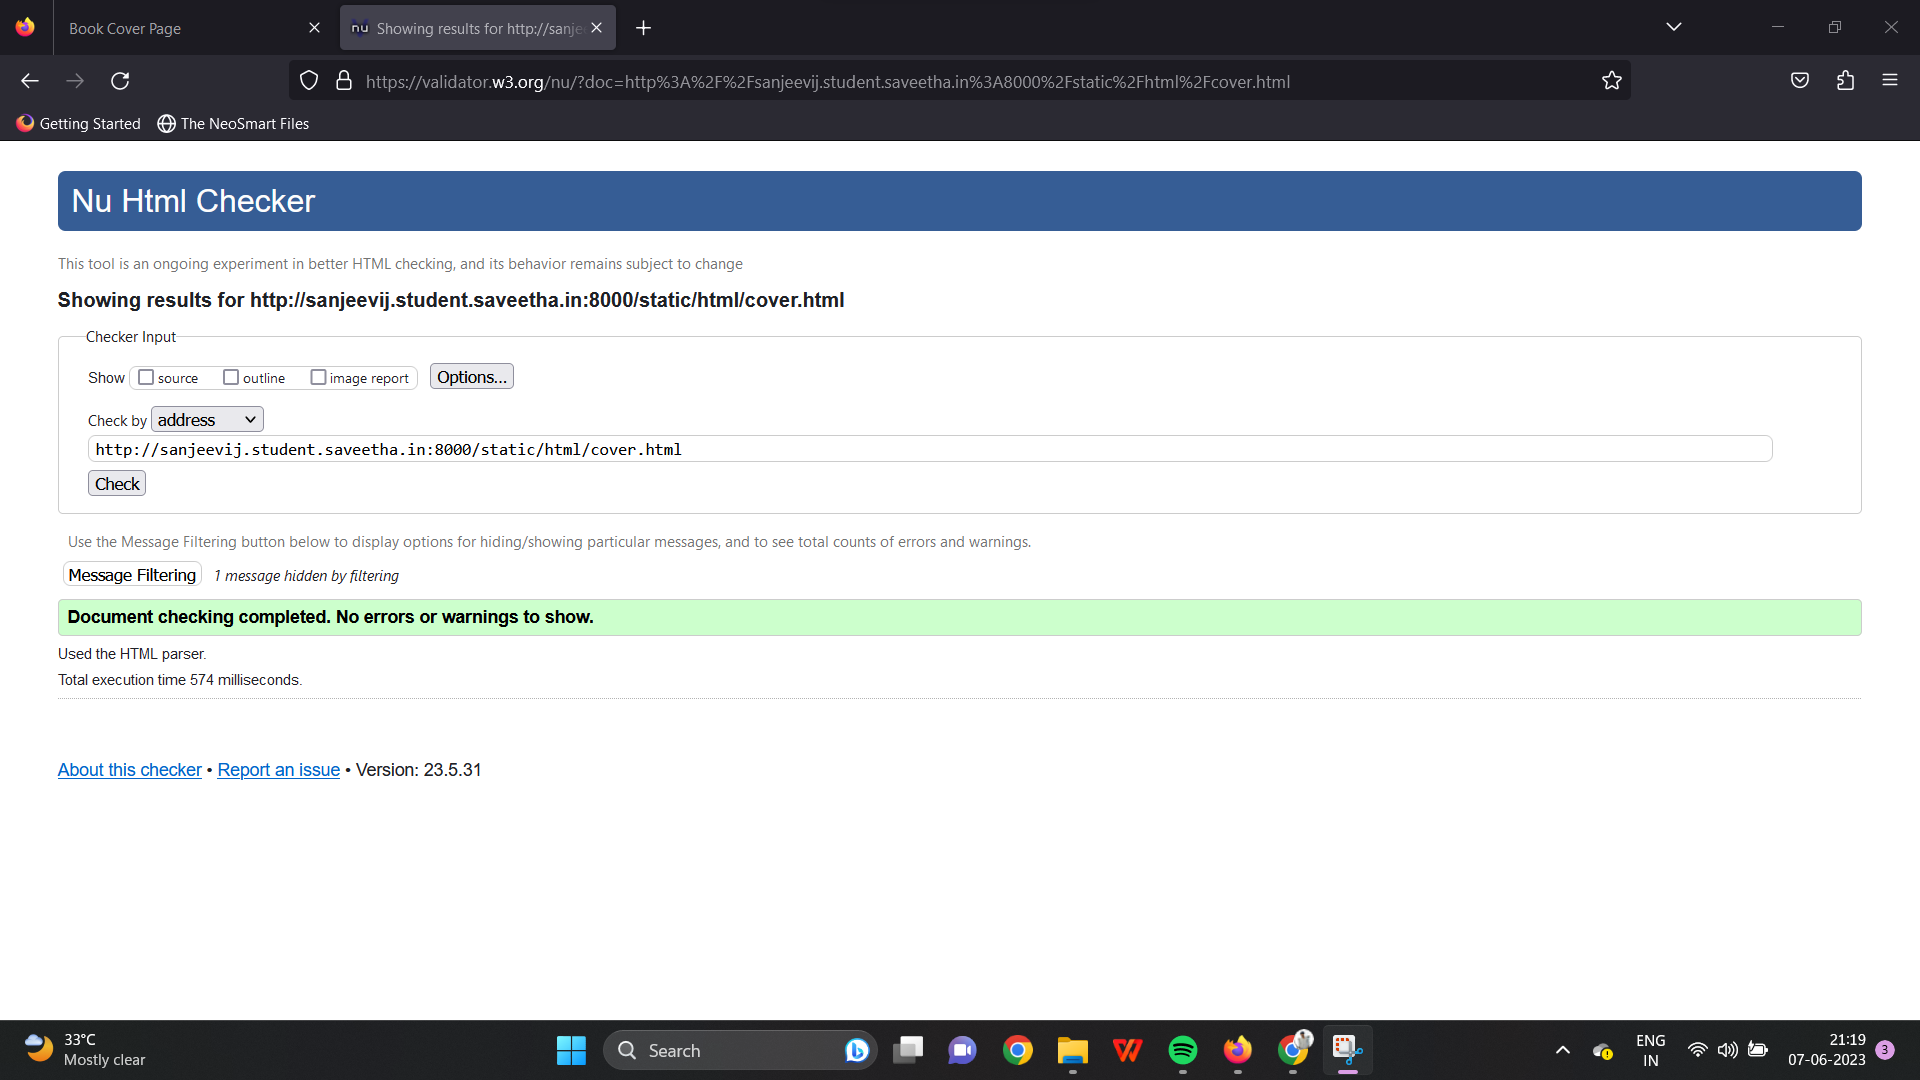 Book Cover Page
nu Showing results for http://sanje
https://validator.w3.org/nu/?doc=http%3A%2F%2Fsanjeevij.student.saveetha.in%3A8000%2Fstatic%2Fhtml%2Fcover.html
Getting Started The NeoSmart Files
Nu Html Checker
This tool is an ongoing experiment in better HTML checking, and its behavior remains subject to change
Showing results for http://sanjeevij.student.saveetha.in:8000/static/html/cover.html
Checker Input
Show source outline image report Options...
Check by address
http://sanjeevij.student.saveetha.in:8000/static/html/cover.html
Check
Use the Message Filtering button below to display options for hiding/showing particular messages, and to see total counts of errors and warnings.
Message Filtering 1 message hidden by filtering
Document checking completed. No errors or warnings to show.
Used the HTML parser.
Total execution time 574 milliseconds.
About this checker • Report an issue • Version: 23.5.31
33°C
Mostly clear
Search
ENG
IN
21:19
07-06-2023
3